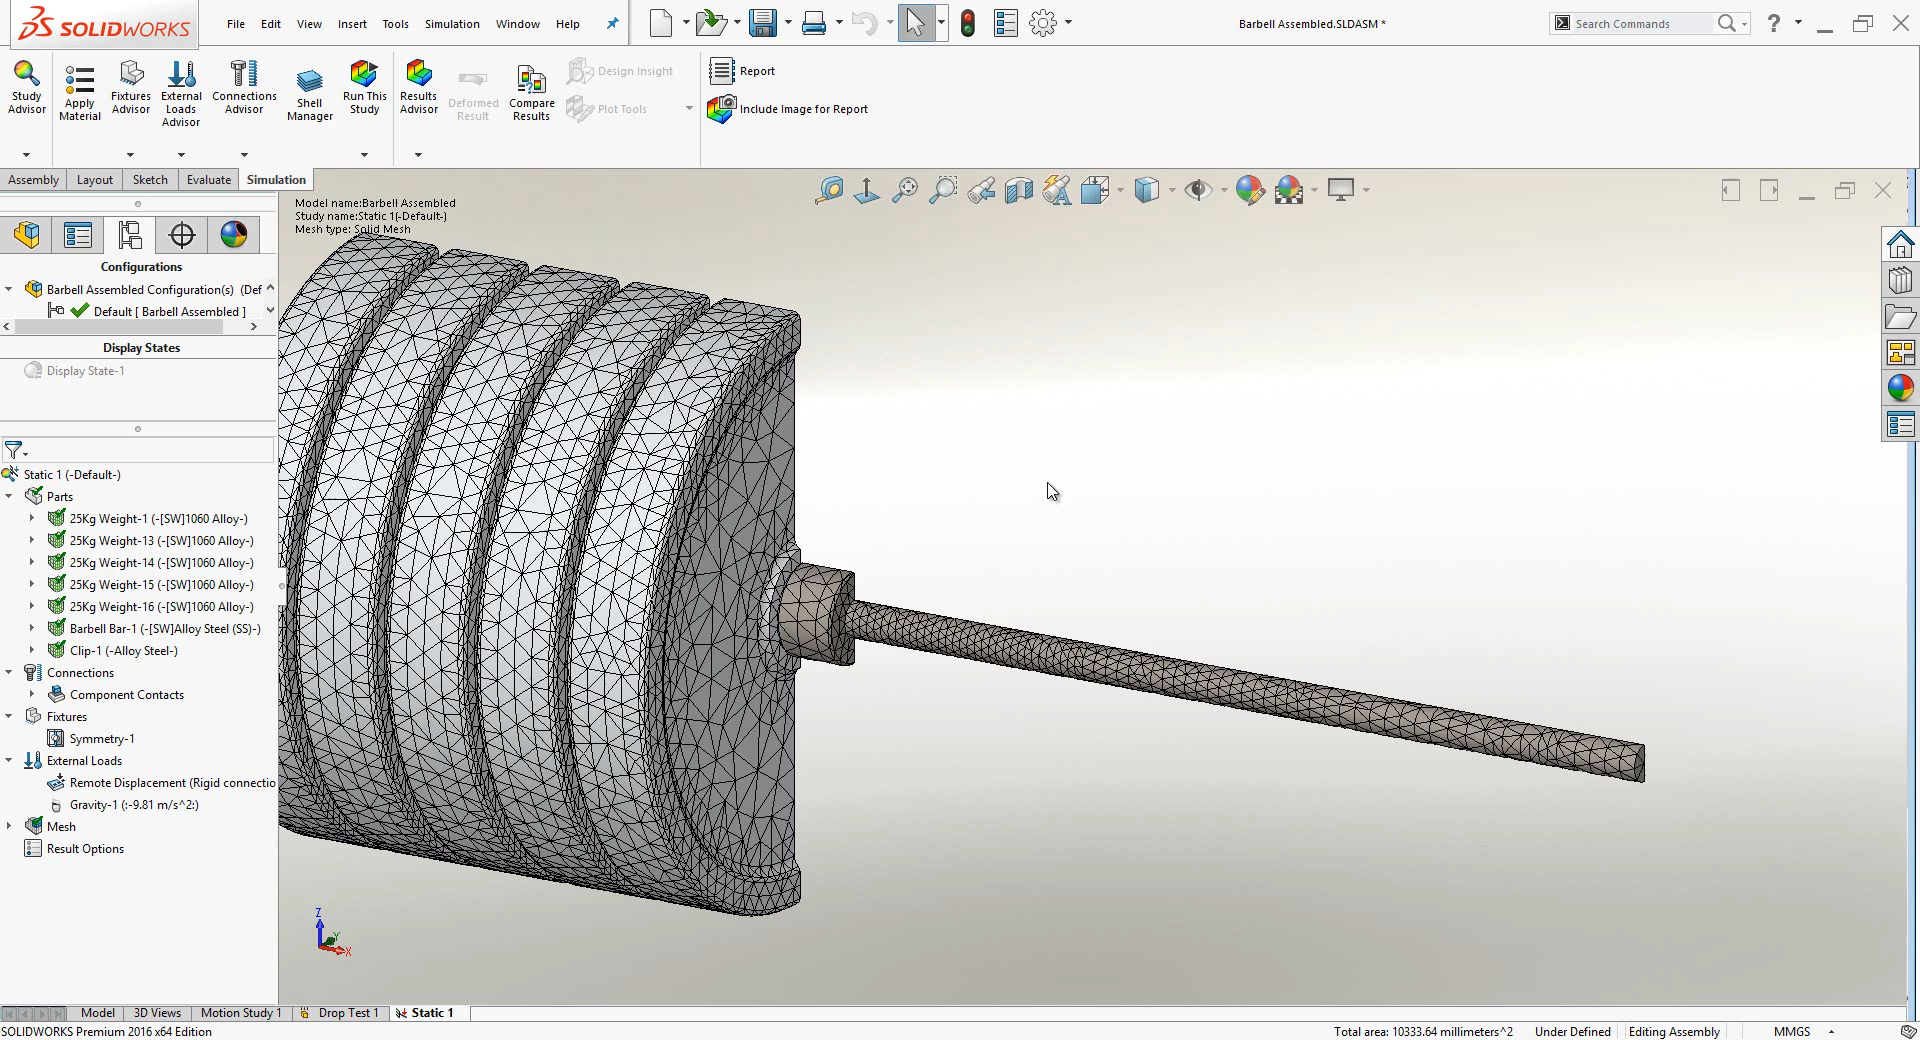 SOLIDWORKS
File Edit View Insert Tools Simulation Window Help
Barbell Assembled.SLDASM *
Search Commands
?
Study Advisor
Apply Material
Fixtures Advisor
External Loads Advisor
Connections Advisor
Shell Manager
Run This Study
Results Advisor
Deformed Result
Compare Results
Design Insight
Plot Tools
Report
Include Image for Report
Assembly Layout Sketch Evaluate Simulation
Model name:Barbell Assembled
Study name:Static 1(-Default-)
Mesh type: Solid Mesh
Configurations
Barbell Assembled Configuration(s) (Def
Default [ Barbell Assembled ]
Display States
Display State-1
Static 1 (-Default-)
Parts
25Kg Weight-1 (-[SW]1060 Alloy-)
25Kg Weight-13 (-[SW]1060 Alloy-)
25Kg Weight-14 (-[SW]1060 Alloy-)
25Kg Weight-15 (-[SW]1060 Alloy-)
25Kg Weight-16 (-[SW]1060 Alloy-)
Barbell Bar-1 (-[SW]Alloy Steel (SS)-)
Clip-1 (-Alloy Steel-)
Connections
Component Contacts
Fixtures
Symmetry-1
External Loads
Remote Displacement (Rigid connectio
Gravity-1 (:-9.81 m/s^2:)
Mesh
Result Options
Z
Y
X
Model 3D Views Motion Study 1 Drop Test 1 Static 1
SOLIDWORKS Premium 2016 x64 Edition
Total area: 10333.64 millimeters^2 Under Defined Editing Assembly MMGS